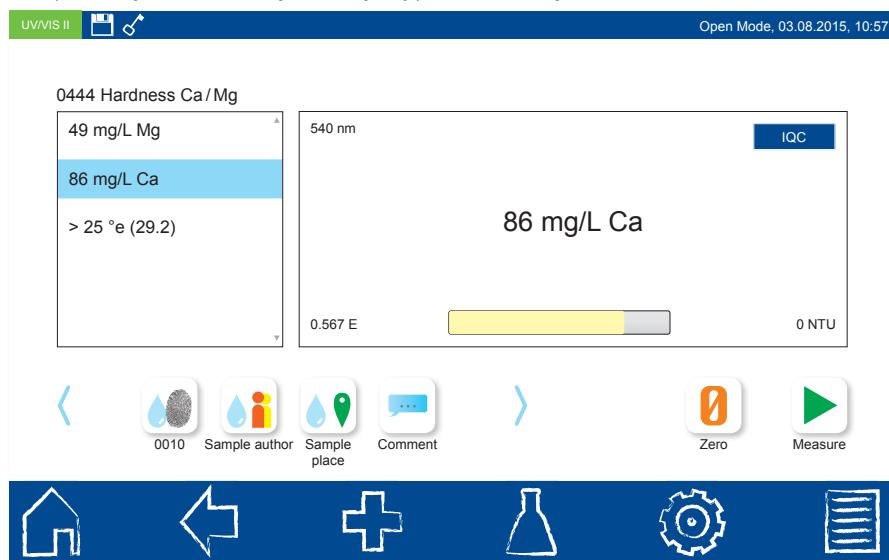 UV/VIS II
Open Mode, 03.08.2015, 10:57
0444 Hardness Ca/Mg
49 mg/L Mg
86 mg/L Ca
> 25 °e (29.2)
540 nm
IQC
86 mg/L Ca
0.567 E
0 NTU
0010
Sample author
Sample
place
Comment
0
Zero
Measure